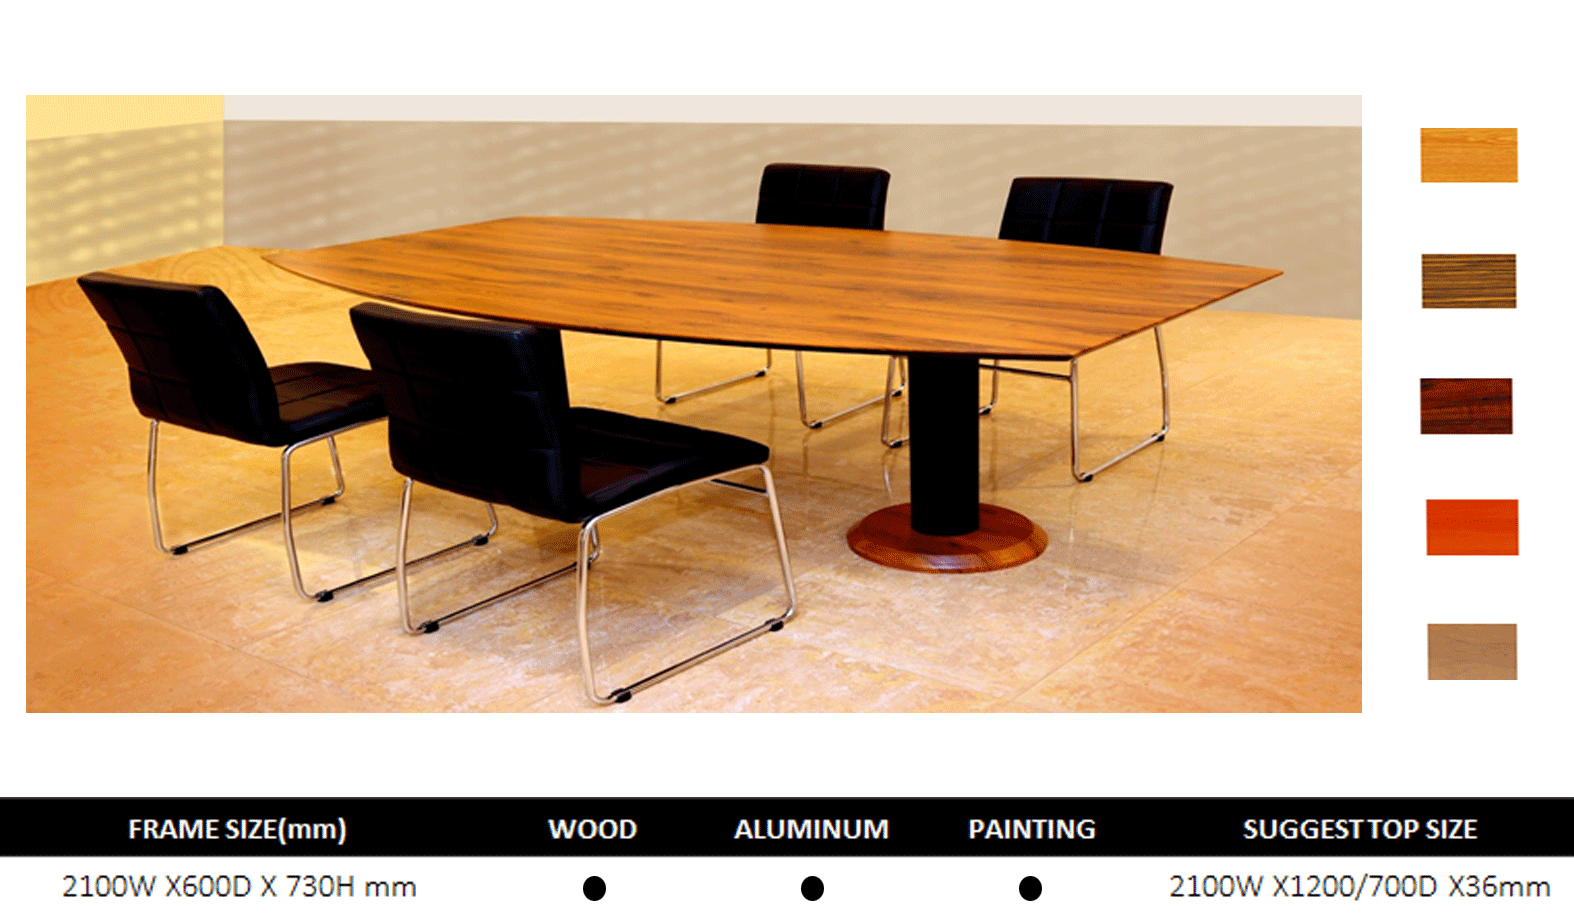 FRAME SIZE(mm) WOOD ALUMINUM PAINTING SUGGEST TOP SIZE
2100W X600D X 730H mm ● ● ● 2100W X1200/700D X36mm